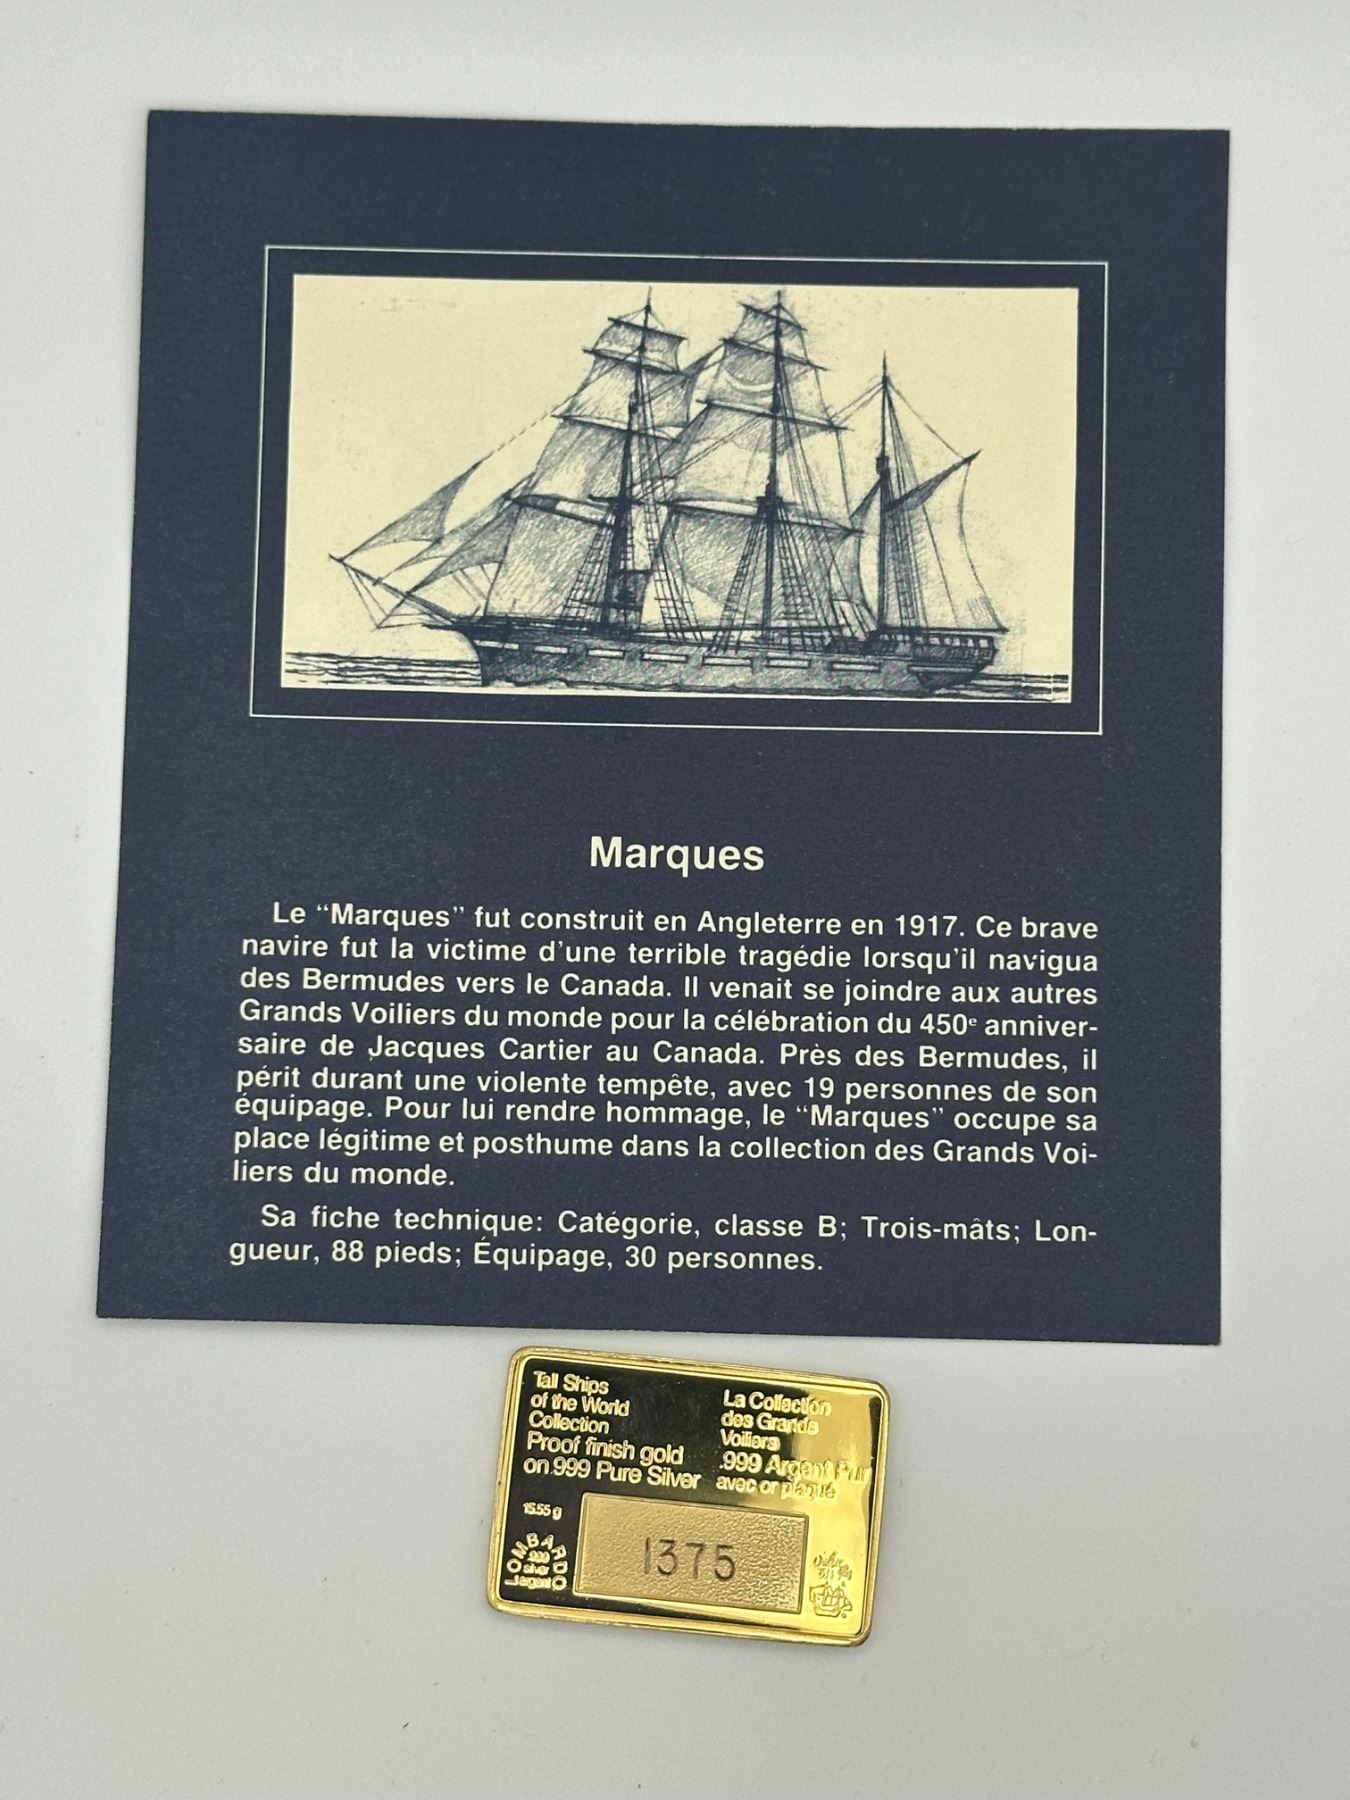 Marques
Le “Marques” fut construit en Angleterre en 1917. Ce brave
navire fut la victime d'une terrible tragédie lorsqu'il navigua
des Bermudes vers le Canada. Il venait se joindre aux autres
Grands Voiliers du monde pour la célébration du 450e anniver-
saire de Jacques Cartier au Canada. Près des Bermudes, il
périt durant une violente tempête, avec 19 personnes de son
équipage. Pour lui rendre hommage, le “Marques” occupe sa
place légitime et posthume dans la collection des Grands Voi-
liers du monde.
Sa fiche technique: Catégorie, classe B; Trois-mâts; Lon-
gueur, 88 pieds; Équipage, 30 personnes.
Tall Ships
of the World
Collection
Proof finish gold
on .999 Pure Silver
La Collection
des Grands
Voiliers
.999 Argent Pur
avec or plaqué
15.55 g
LOMBARDO
999
silver
argent
1375